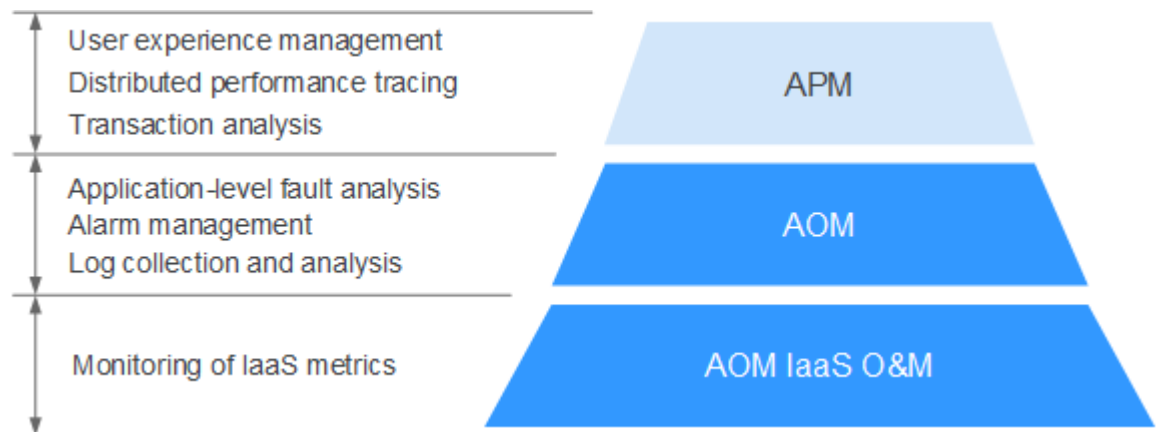 User experience management
Distributed performance tracing
Transaction analysis
APM
Application-level fault analysis
Alarm management
Log collection and analysis
AOM
Monitoring of IaaS metrics
AOM IaaS O&M